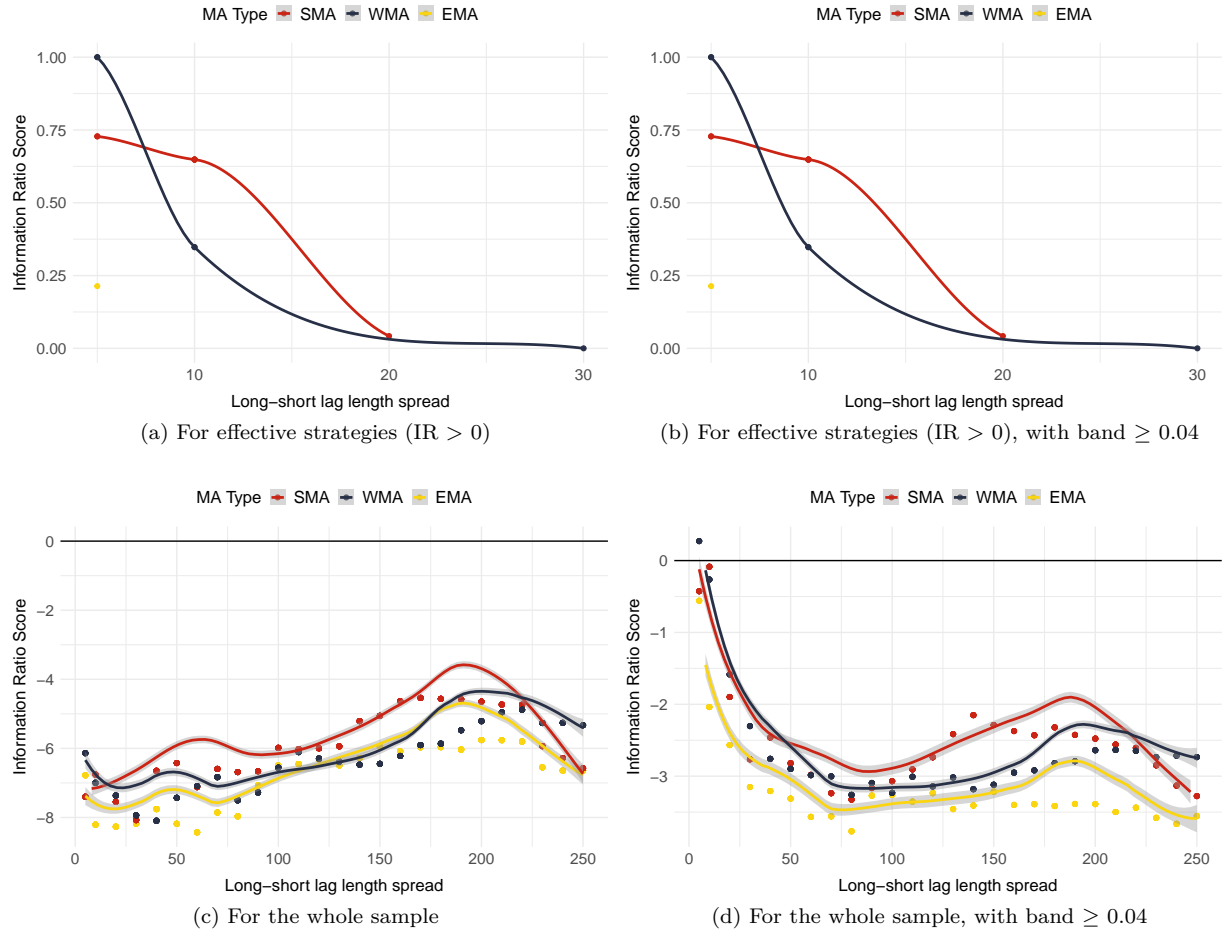 MA Type SMA WMA EMA
Information Ratio Score
1.00
0.75
0.50
0.25
0.00
10 20 30
Long−short lag length spread
(a) For effective strategies (IR > 0)
MA Type SMA WMA EMA
Information Ratio Score
1.00
0.75
0.50
0.25
0.00
10 20 30
Long−short lag length spread
(b) For effective strategies (IR > 0), with band ≥ 0.04
MA Type SMA WMA EMA
Information Ratio Score
0
−2
−4
−6
−8
0 50 100 150 200 250
Long−short lag length spread
(c) For the whole sample
MA Type SMA WMA EMA
Information Ratio Score
0
−1
−2
−3
0 50 100 150 200 250
Long−short lag length spread
(d) For the whole sample, with band ≥ 0.04